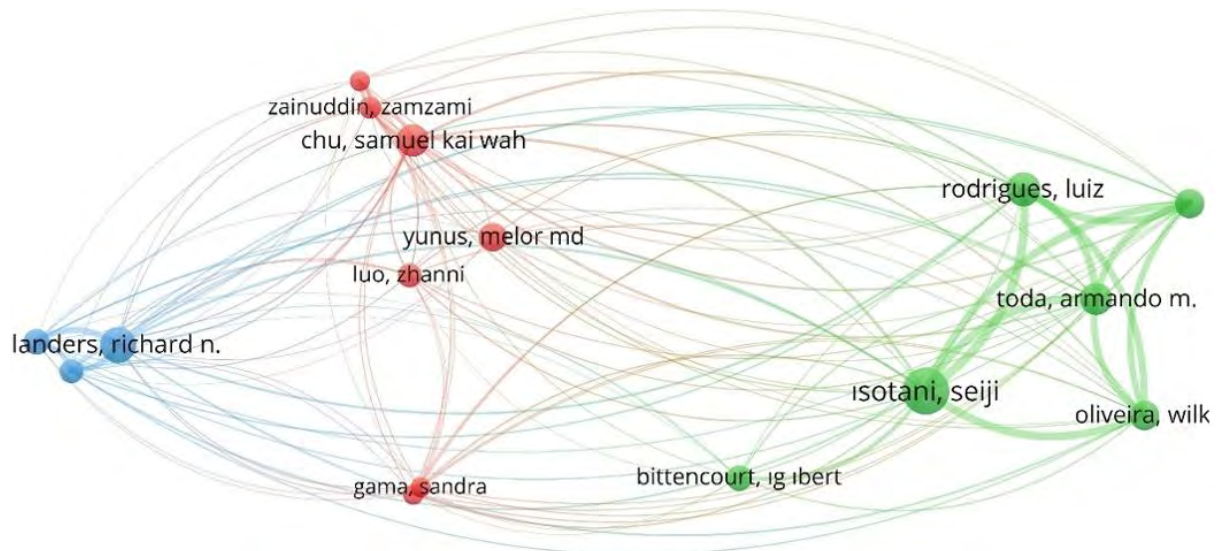 zainuddin, zamzami
chu, samuel kai wah
rodrigues, luiz
yunus, melor md
luo, zhanni
toda, armando m.
landers, richard n.
ısotani, seiji
oliveira, wilk
bittencourt, ıg ıbert
gama, sandra